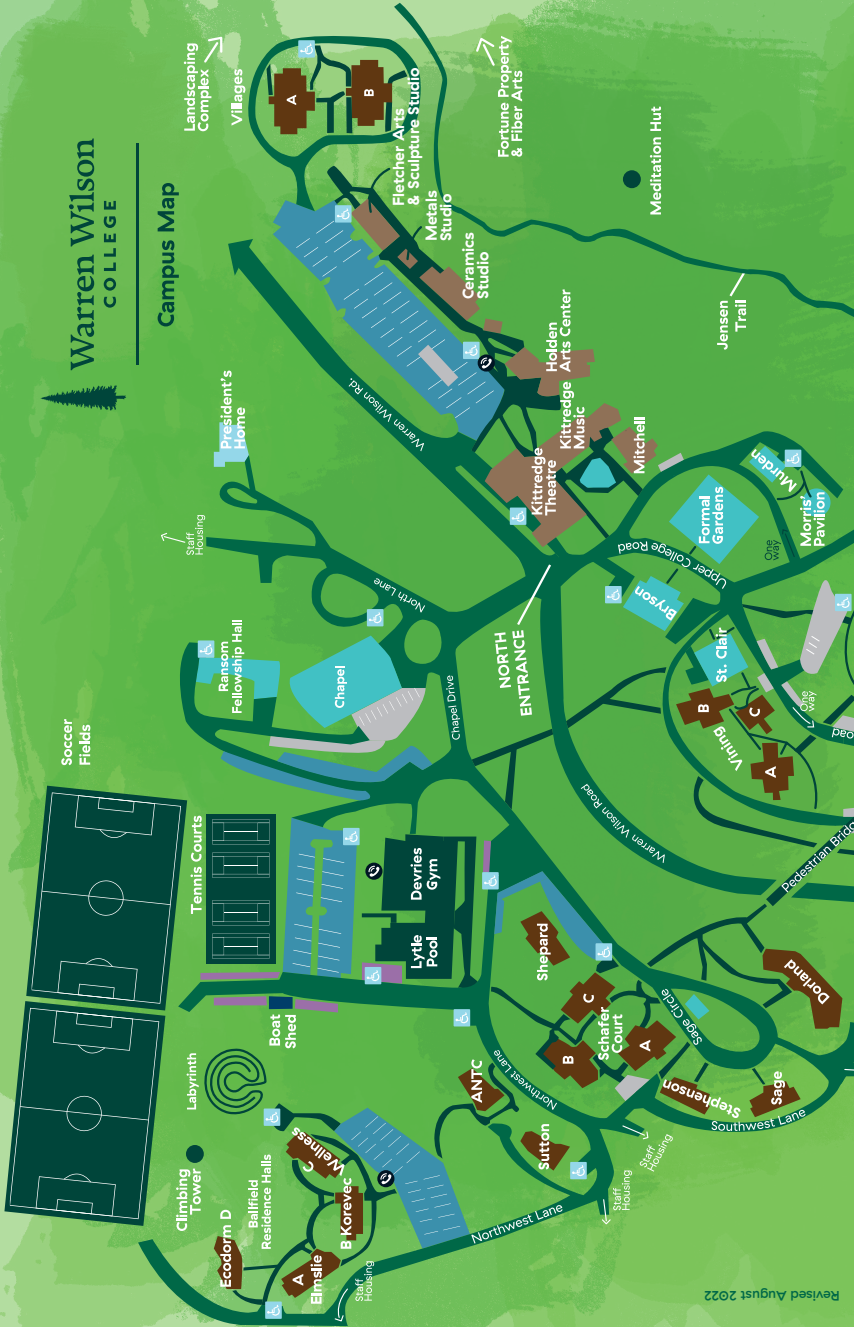 Warren Wilson
COLLEGE
Campus Map
Landscaping
Complex
Villages
A
B
Fletcher Arts
& Sculpture Studio
Metals
Studio
Ceramics
Studio
Fortune Property
& Fiber Arts
Meditation Hut
Jensen
Trail
Holden
Arts Center
Kittredge
Music
Kittredge
Theatre
Mitchell
President's
Home
Warren Wilson Rd.
Staff
Housing
North Lane
Murden
Morris'
Pavilion
Formal
Gardens
One
way
Upper College Road
Bryson
St. Clair
NORTH
ENTRANCE
Ransom
Fellowship Hall
Chapel
Chapel Drive
Vining
B
C
A
One
way
Road
Soccer
Fields
Tennis Courts
Warren Wilson Road
Devries
Gym
Lytle
Pool
Shepard
Boat
Shed
Schafer
Court
C
B
A
Sage Circle
Dorland
Labyrinth
ANTC
Northwest Lane
Stephenson
Sage
Southwest Lane
Sutton
Staff
Housing
Staff
Housing
Climbing
Tower
Ballfield
Residence Halls
C
Wellness
B Korevec
Ecodorm D
A
Elmslie
Staff
Housing
Northwest Lane
Revised August 2022